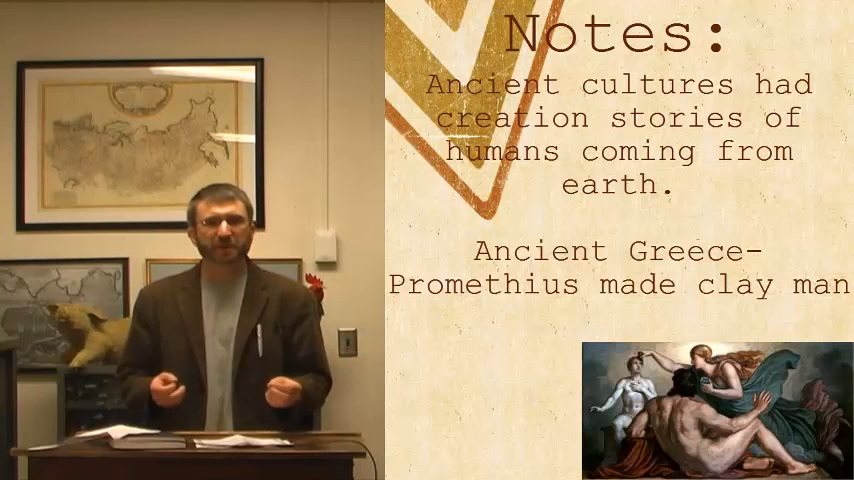 Notes:
Ancient cultures had
creation stories of
humans coming from
earth.
Ancient Greece-
Promethius made clay man